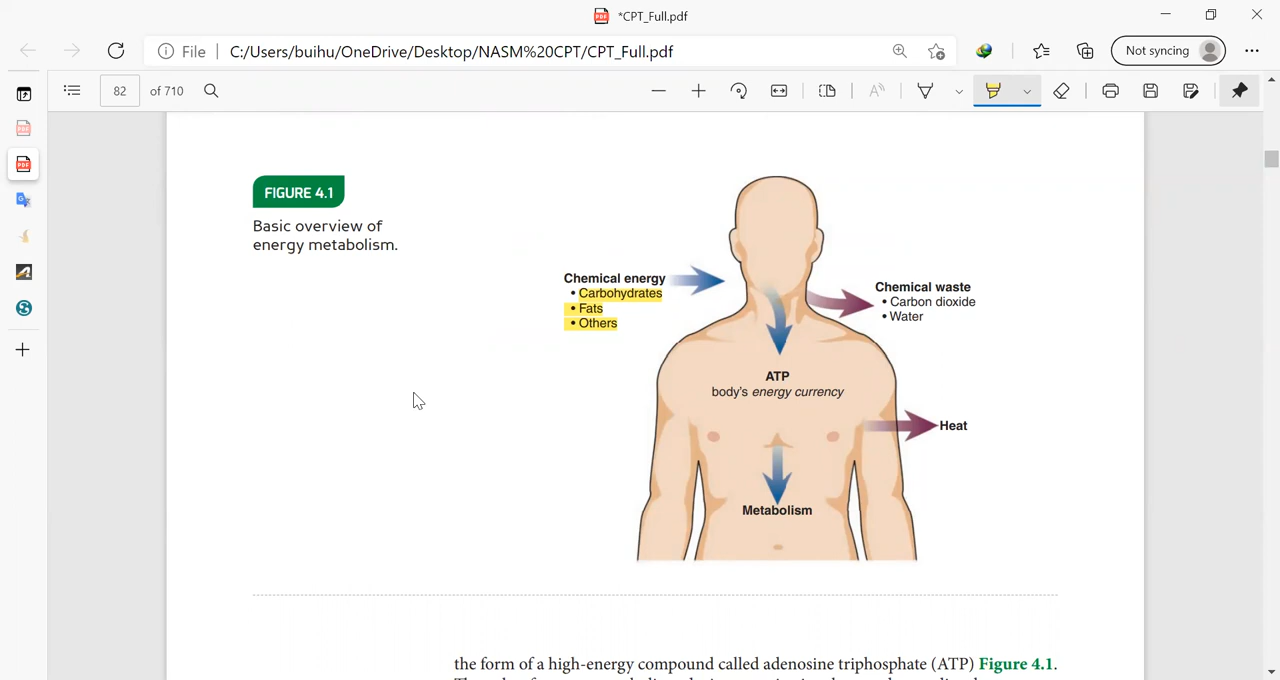 *CPT_Full.pdf
File
C:/Users/buihu/OneDrive/Desktop/NASM%20CPT/CPT_Full.pdf
Not syncing
82 of 710
FIGURE 4.1
Basic overview of
energy metabolism.
Chemical energy
• Carbohydrates
• Fats
• Others
Chemical waste
• Carbon dioxide
• Water
ATP
body's energy currency
Heat
Metabolism
the form of a high-energy compound called adenosine triphosphate (ATP) Figure 4.1.